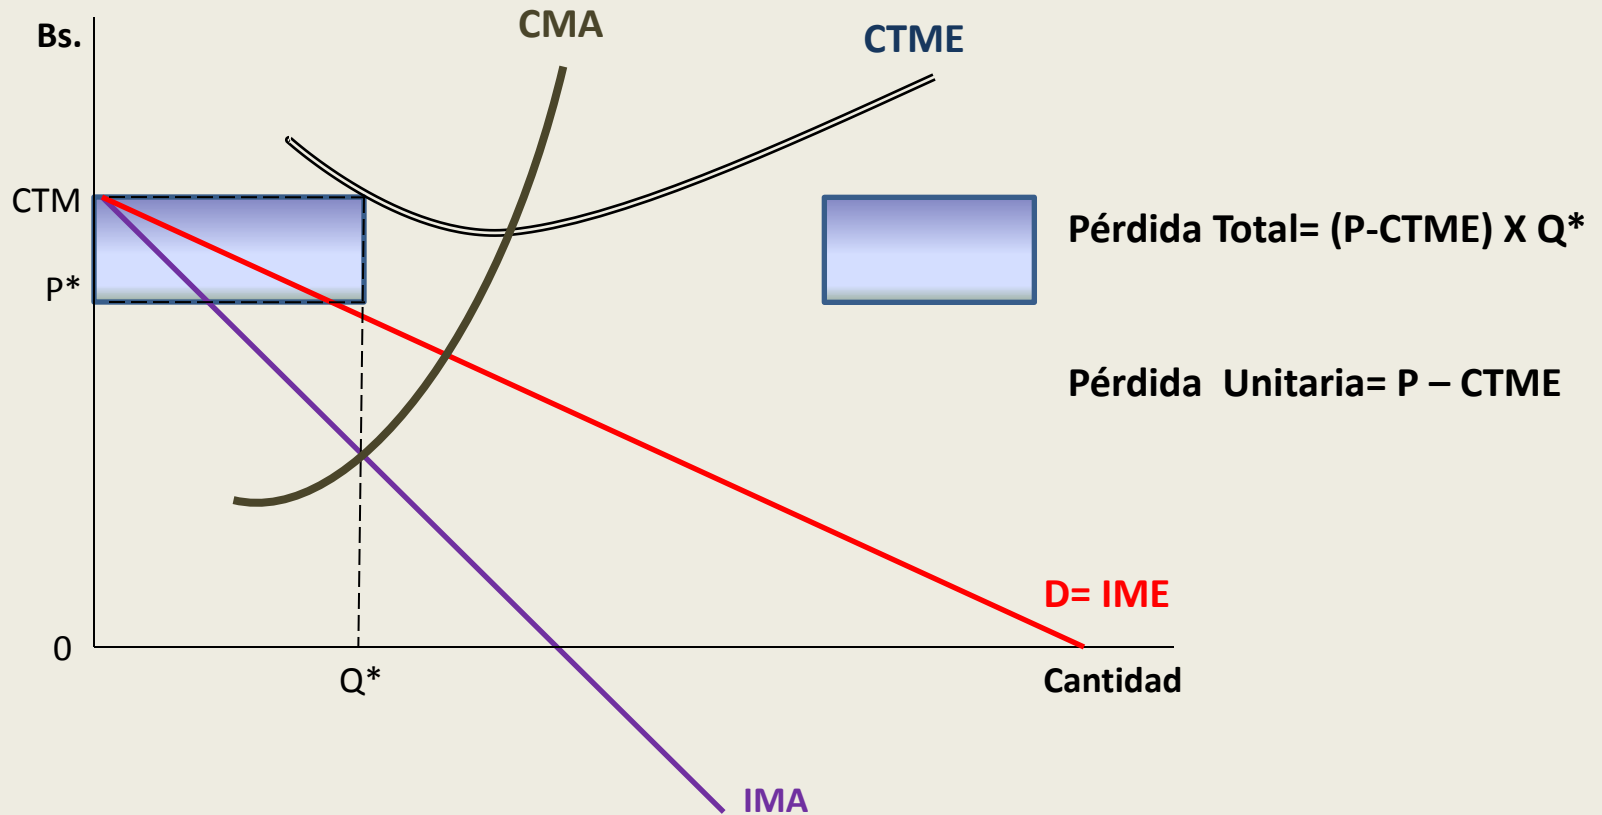 CMA
CTME
Bs.
CTM
P*
Pérdida Total= (P-CTME) X Q*
Pérdida  Unitaria= P – CTME
D= IME
0
Q*
Cantidad
IMA